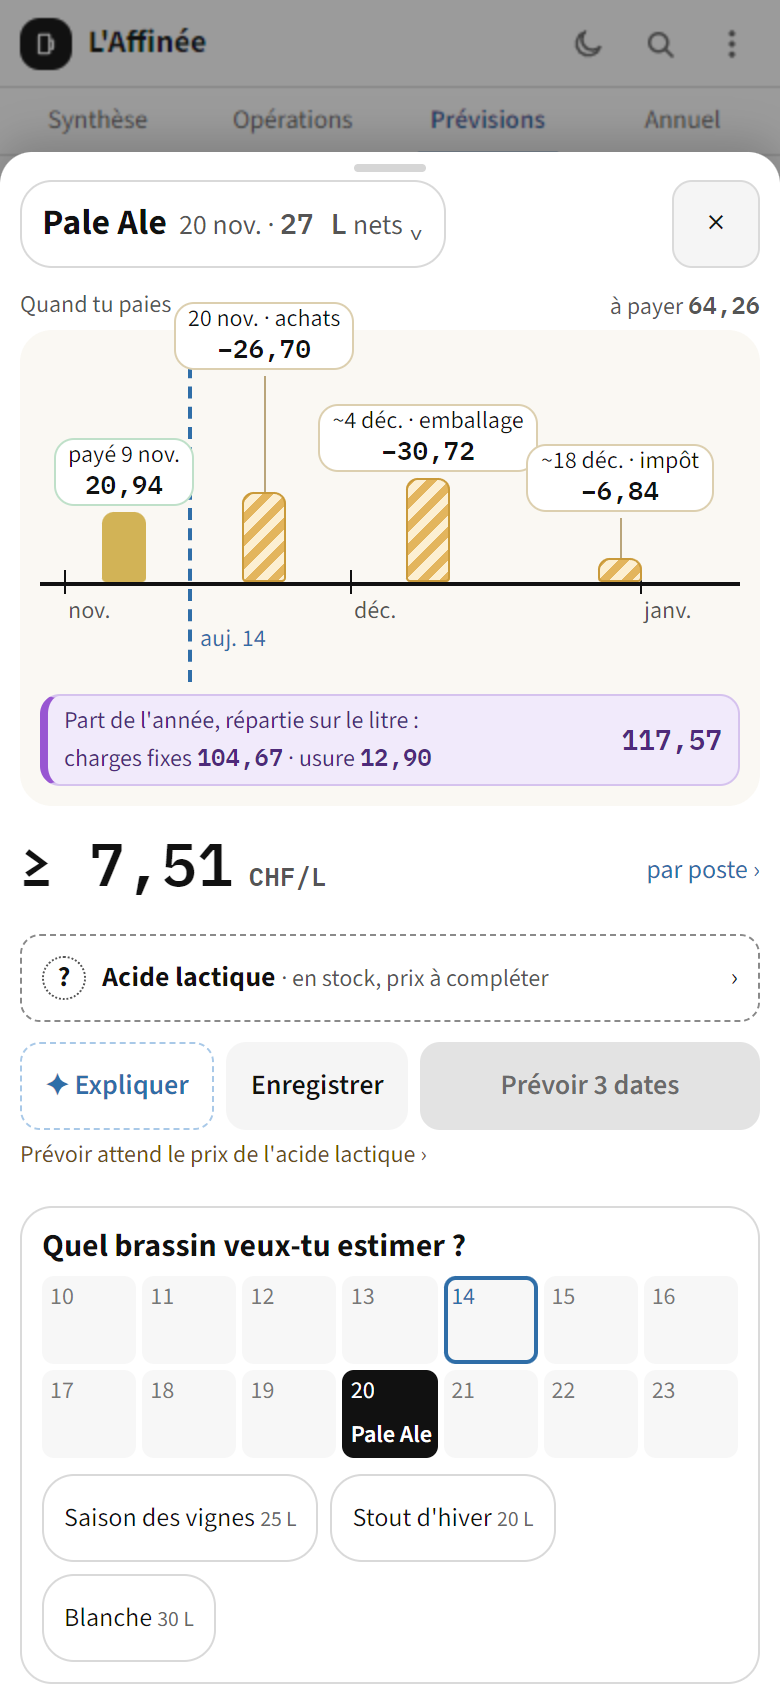 L'Affinée
Synthèse Opérations Prévisions Annuel
Pale Ale 20 nov. · 27 L nets ˅
×
Quand tu paies
à payer 64,26
20 nov. · achats
−26,70
~4 déc. · emballage
−30,72
payé 9 nov.
20,94
~18 déc. · impôt
−6,84
nov. déc. janv.
auj. 14
Part de l'année, répartie sur le litre :
charges fixes 104,67 · usure 12,90
117,57
≥ 7,51 CHF/L
par poste ›
? Acide lactique · en stock, prix à compléter ›
✦ Expliquer Enregistrer Prévoir 3 dates
Prévoir attend le prix de l'acide lactique ›
Quel brassin veux-tu estimer ?
10 11 12 13 14 15 16
17 18 19 20 21 22 23
Pale Ale
Saison des vignes 25 L Stout d'hiver 20 L
Blanche 30 L